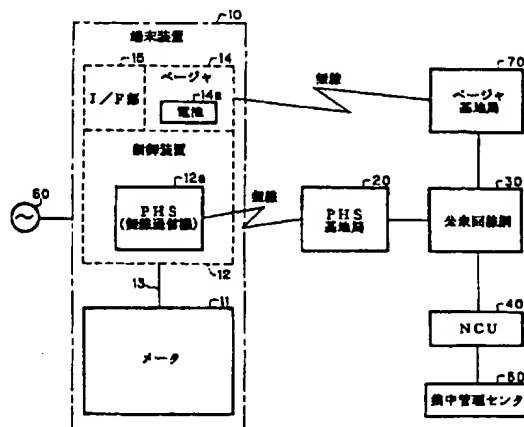 10
端末装置
15
14
I/F部
ページャ
14a
電池
無線
70
ページャ
基地局
制御装置
12a
PHS
(無線通信機)
無線
20
PHS
基地局
30
公衆回線網
60
12
13
11
メータ
40
NCU
50
集中管理センタ